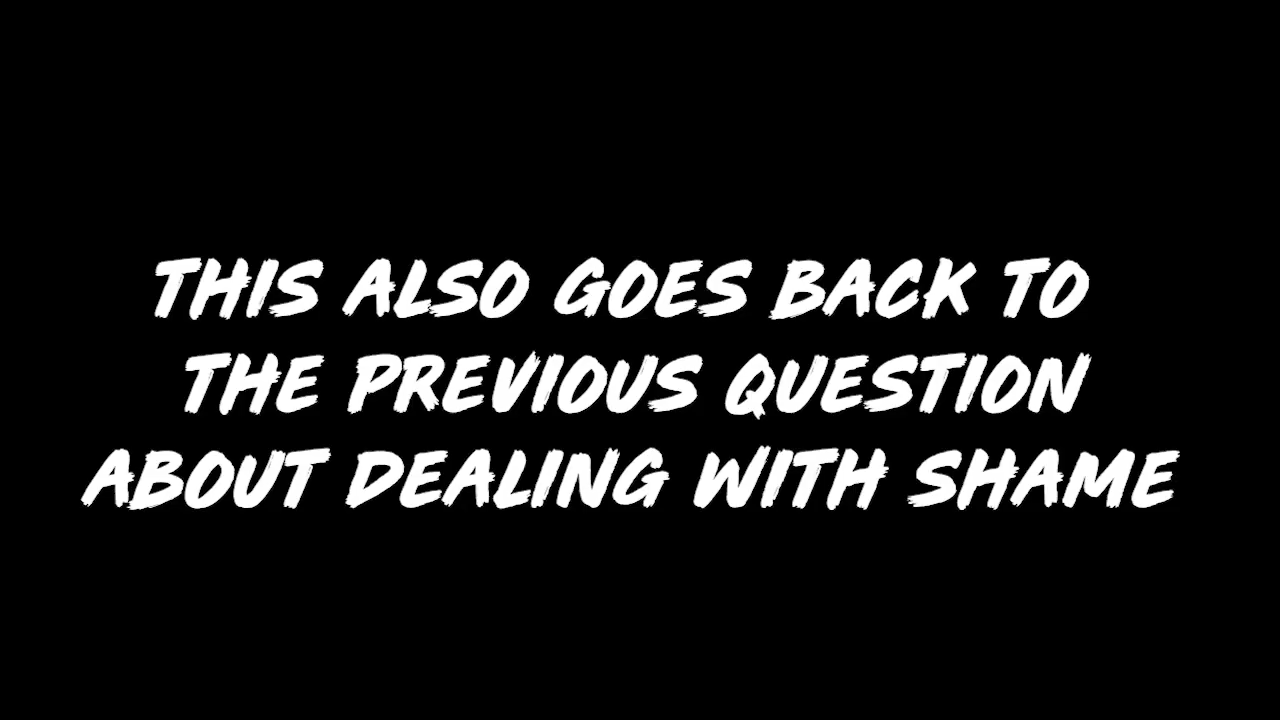 THIS ALSO GOES BACK TO
THE PREVIOUS QUESTION
ABOUT DEALING WITH SHAME